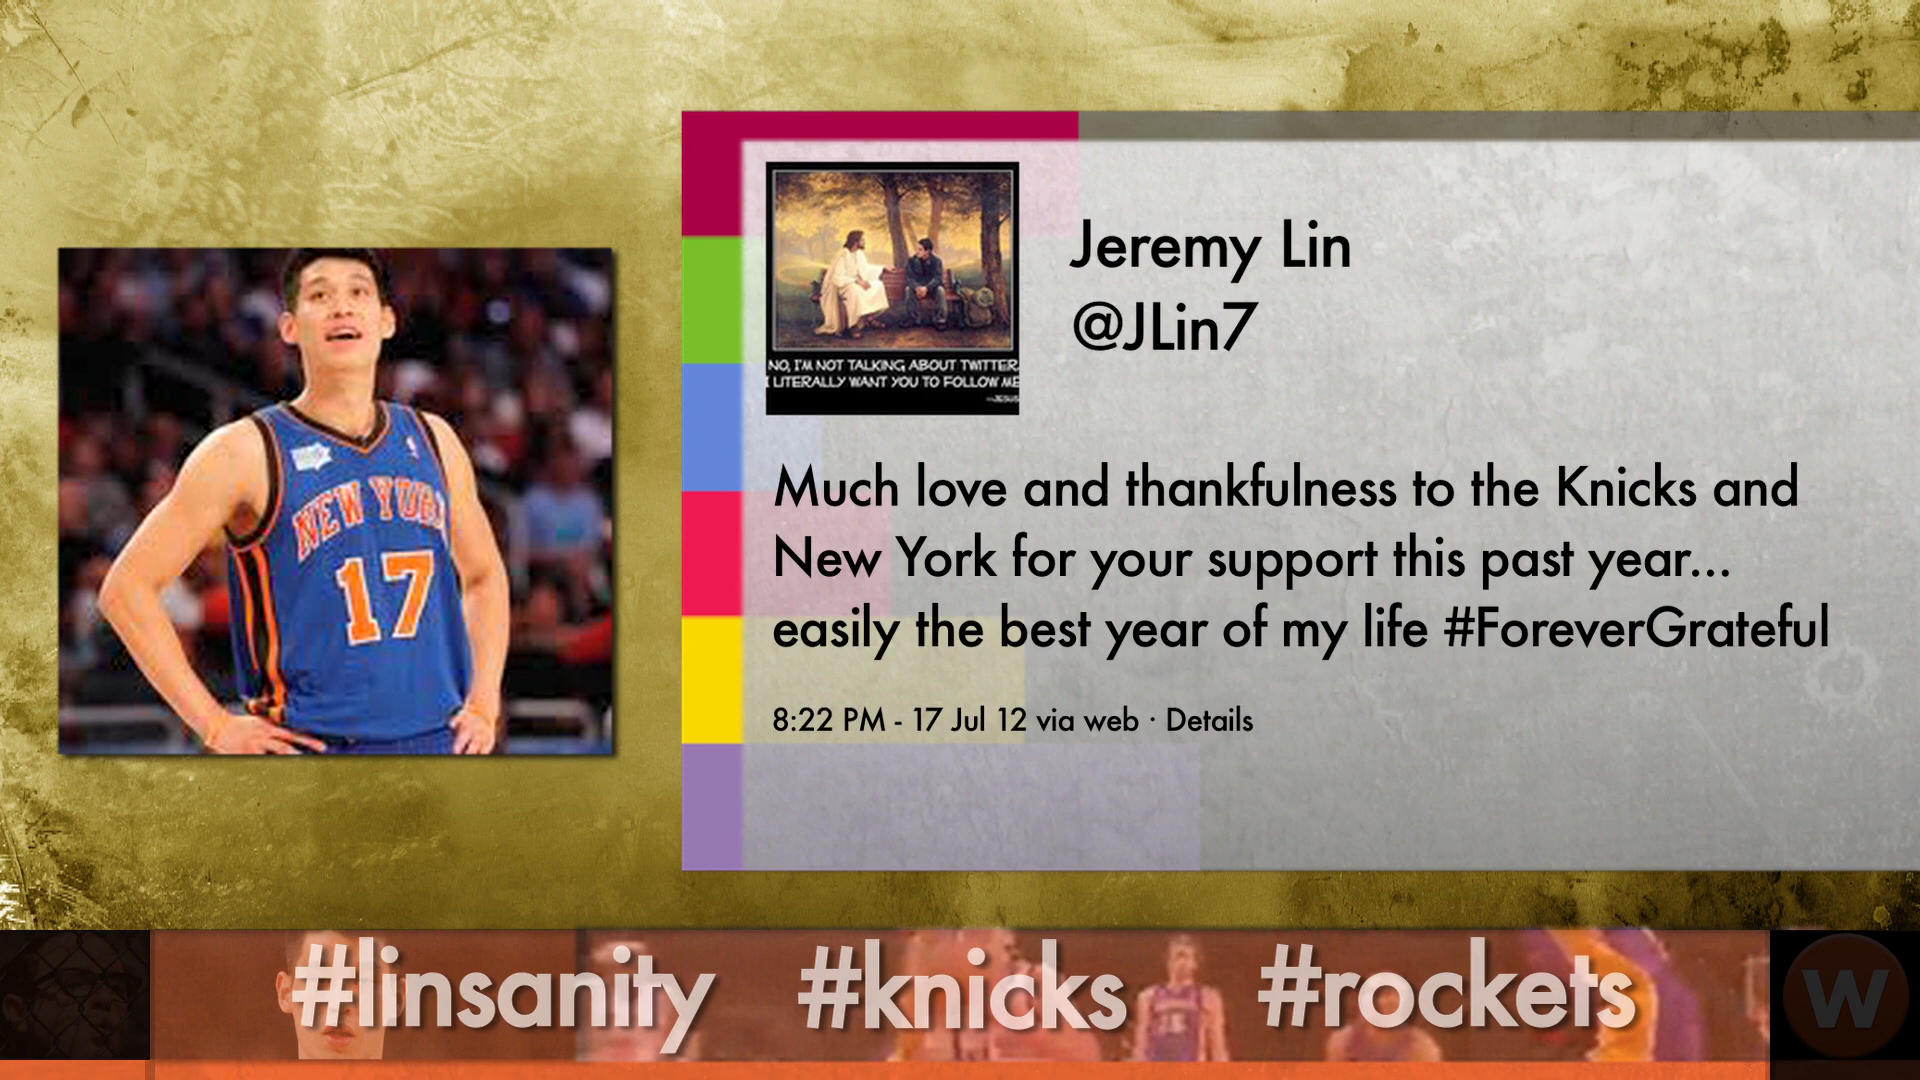 NEW YORK
17
NO, I'M NOT TALKING ABOUT TWITTER.
I LITERALLY WANT YOU TO FOLLOW ME
—JESUS
Jeremy Lin
@JLin7
Much love and thankfulness to the Knicks and
New York for your support this past year...
easily the best year of my life #ForeverGrateful
8:22 PM - 17 Jul 12 via web · Details
#linsanity #knicks #rockets
W